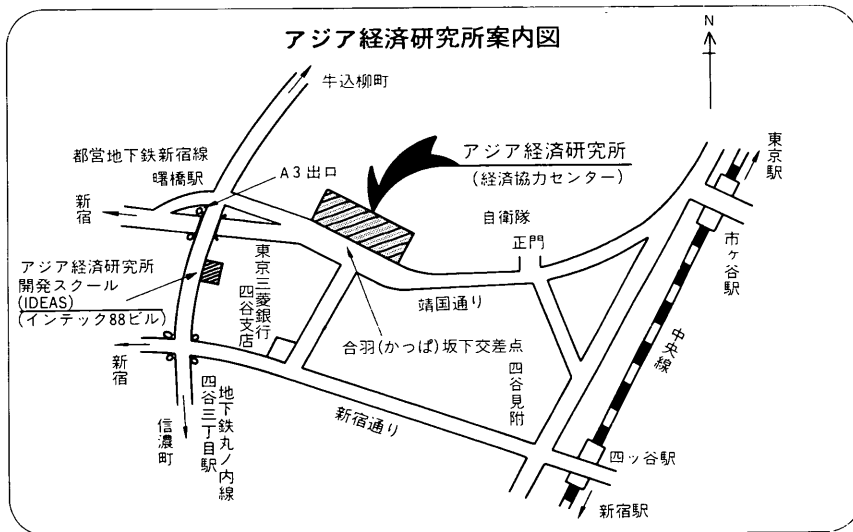 アジア経済研究所案内図
N
牛込柳町
都営地下鉄新宿線
曙橋駅
A3出口
新宿
アジア経済研究所
(経済協力センター)
自衛隊
正門
東京駅
市ヶ谷駅
アジア経済研究所
開発スクール
(IDEAS)
(インテック88ビル)
東京三菱銀行
四谷支店
靖国通り
合羽(かっぱ)坂下交差点
中央線
新宿
信濃町
四谷三丁目駅
地下鉄丸ノ内線
新宿通り
四谷見附
四ッ谷駅
新宿駅